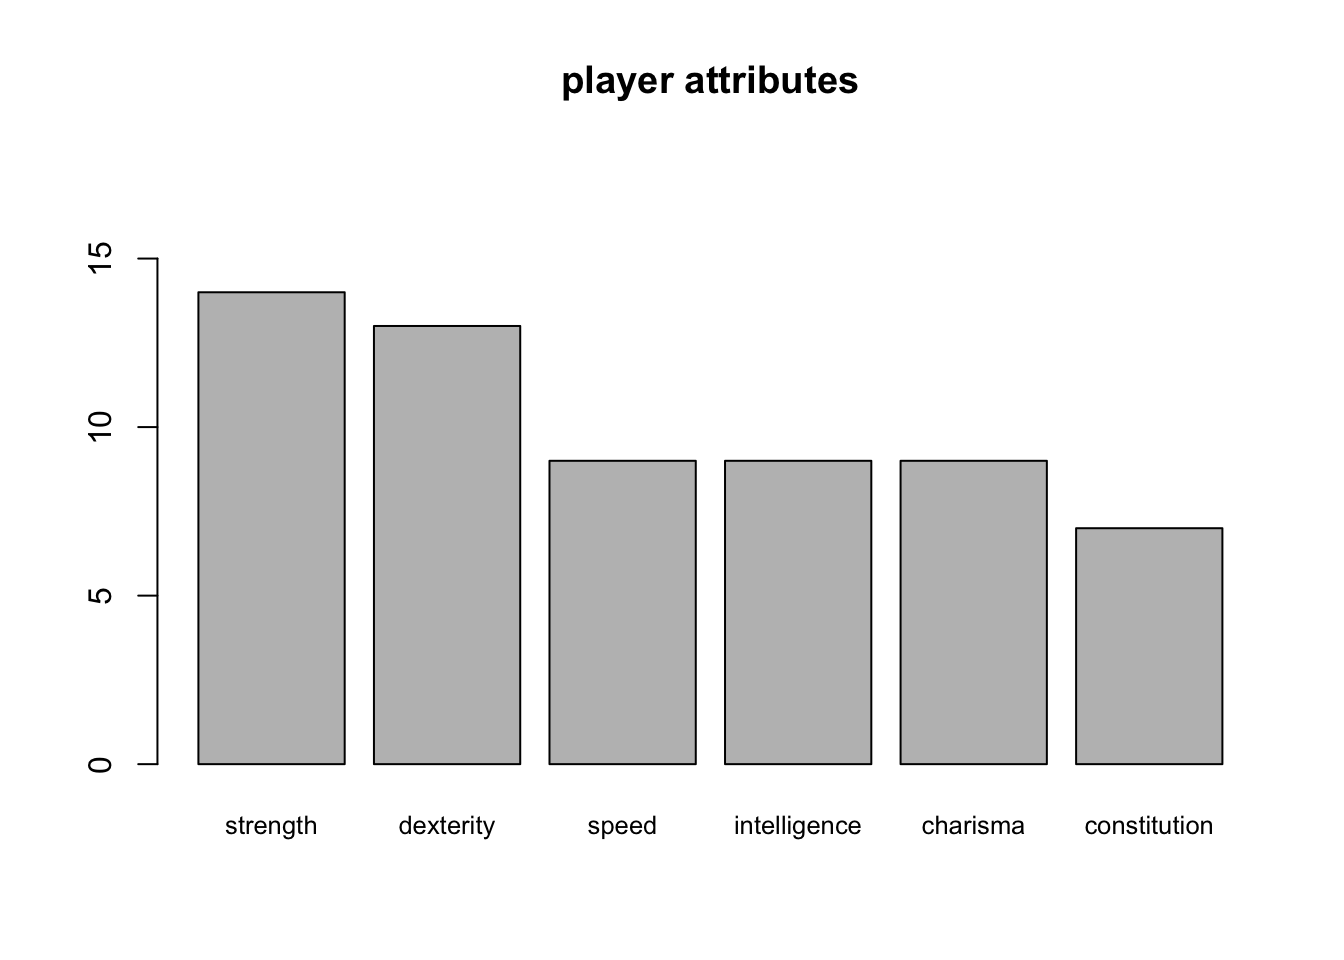 player attributes
15
10
5
0
strength dexterity speed intelligence charisma constitution